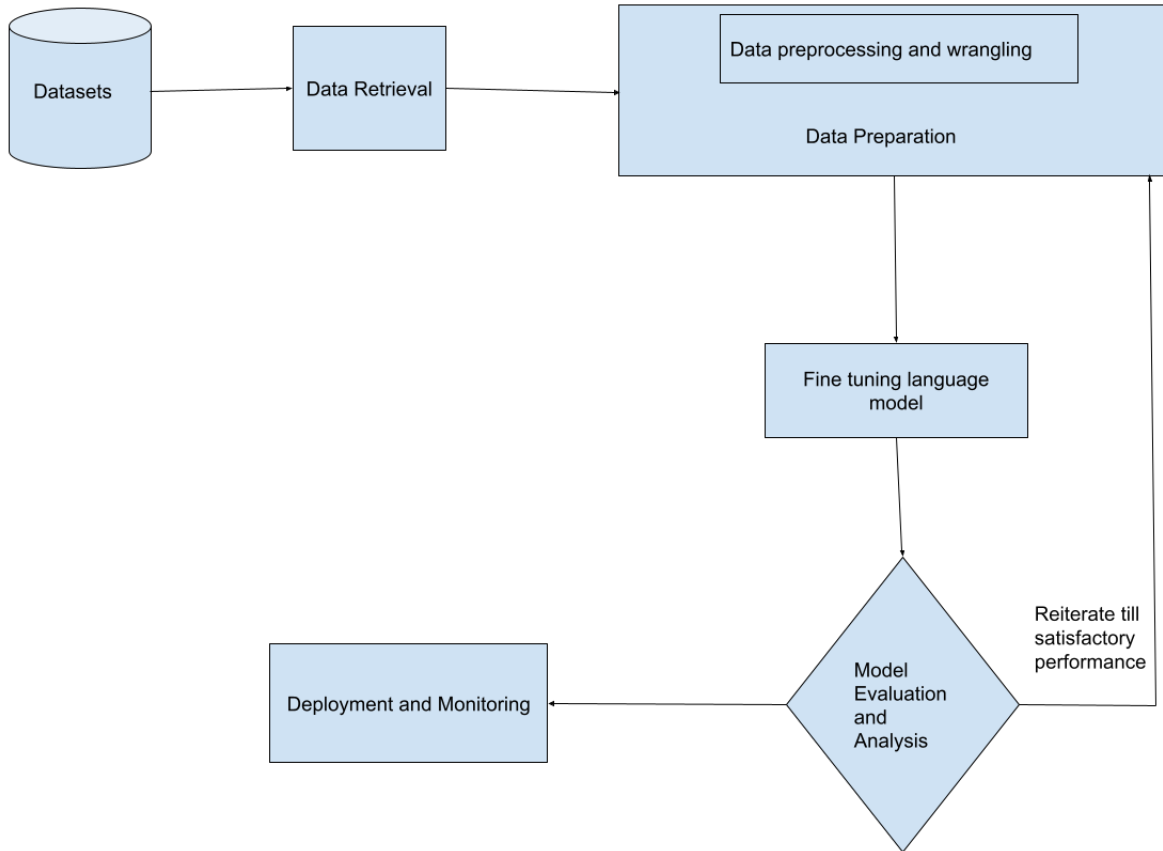 Datasets
Data Retrieval
Data preprocessing and wrangling
Data Preparation
Fine tuning language
model
Reiterate till
satisfactory
performance
Model
Evaluation
and
Analysis
Deployment and Monitoring